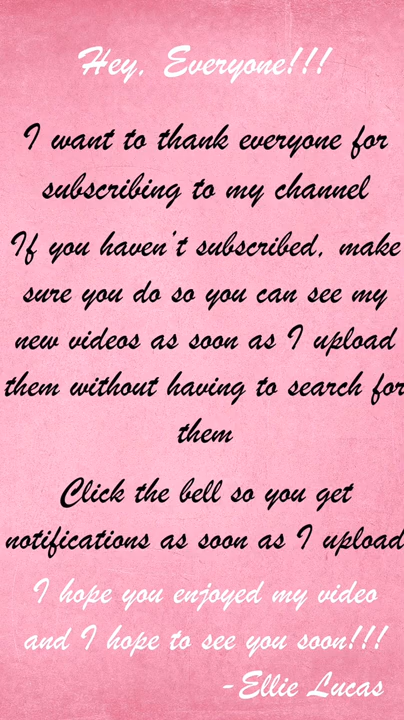 Hey, Everyone!!!
I want to thank everyone for
subscribing to my channel
If you haven't subscribed, make
sure you do so you can see my
new videos as soon as I upload
them without having to search for
them
Click the bell so you get
notifications as soon as I upload
I hope you enjoyed my video
and I hope to see you soon!!!
-Ellie Lucas